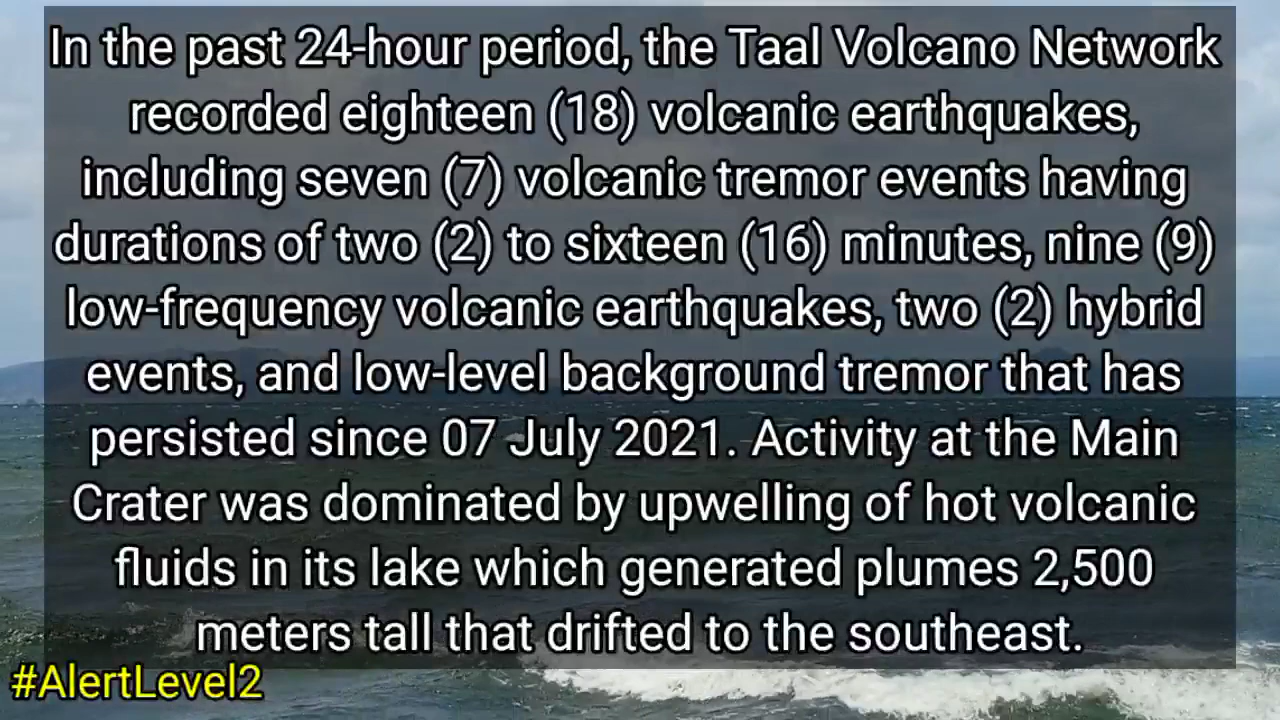 In the past 24-hour period, the Taal Volcano Network
recorded eighteen (18) volcanic earthquakes,
including seven (7) volcanic tremor events having
durations of two (2) to sixteen (16) minutes, nine (9)
low-frequency volcanic earthquakes, two (2) hybrid
events, and low-level background tremor that has
persisted since 07 July 2021. Activity at the Main
Crater was dominated by upwelling of hot volcanic
fluids in its lake which generated plumes 2,500
meters tall that drifted to the southeast.
#AlertLevel2